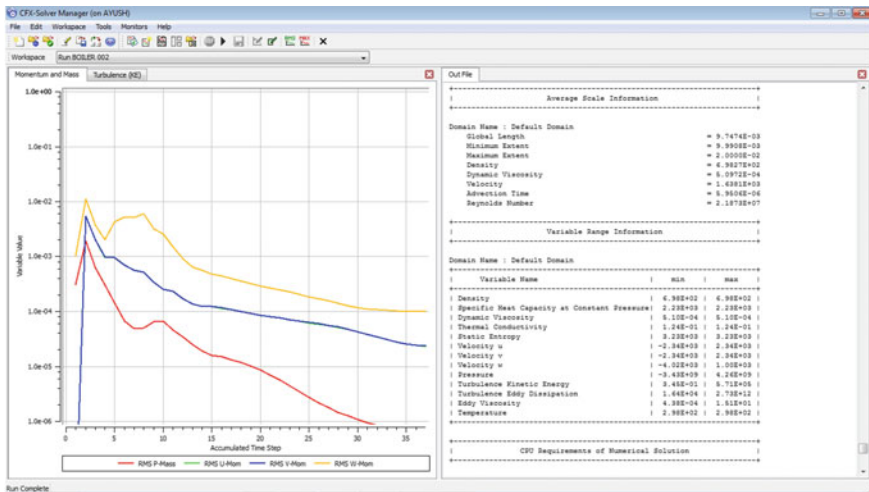 CFX-Solver Manager (on AYUSH)
File Edit Workspace Tools Monitors Help
Workspace Run BOILER 002
Momentum and Mass Turbulence (KE)
1.0e+00
1.0e-01
1.0e-02
1.0e-03
1.0e-04
1.0e-05
1.0e-06
Variable Value
0 5 10 15 20 25 30 35
Accumulated Time Step
RMS P-Mass RMS U-Mom RMS V-Mom RMS W-Mom
Out File
Average Scale Information
Domain Name : Default Domain
Global Length = 9.7474E-03
Minimum Extent = 9.9908E-03
Maximum Extent = 2.0000E-02
Density = 6.9827E+02
Dynamic Viscosity = 5.0972E-04
Velocity = 1.6381E+03
Advection Time = 5.9506E-06
Reynolds Number = 2.1873E+07
Variable Range Information
Domain Name : Default Domain
| Variable Name | min | max |
| Density | 6.98E+02 | 6.98E+02 |
| Specific Heat Capacity at Constant Pressure| 2.23E+03 | 2.23E+03 |
| Dynamic Viscosity | 5.10E-04 | 5.10E-04 |
| Thermal Conductivity | 1.24E-01 | 1.24E-01 |
| Static Entropy | 3.23E+03 | 3.23E+03 |
| Velocity u | -2.34E+03 | 2.34E+03 |
| Velocity v | -2.34E+03 | 2.34E+03 |
| Velocity w | -4.02E+03 | 1.00E+03 |
| Pressure | -3.43E+09 | 4.26E+09 |
| Turbulence Kinetic Energy | 3.45E-01 | 5.71E+05 |
| Turbulence Eddy Dissipation | 1.64E+04 | 2.73E+12 |
| Eddy Viscosity | 4.38E-04 | 1.51E+01 |
| Temperature | 2.98E+02 | 2.98E+02 |
CPU Requirements of Numerical Solution
Run Complete